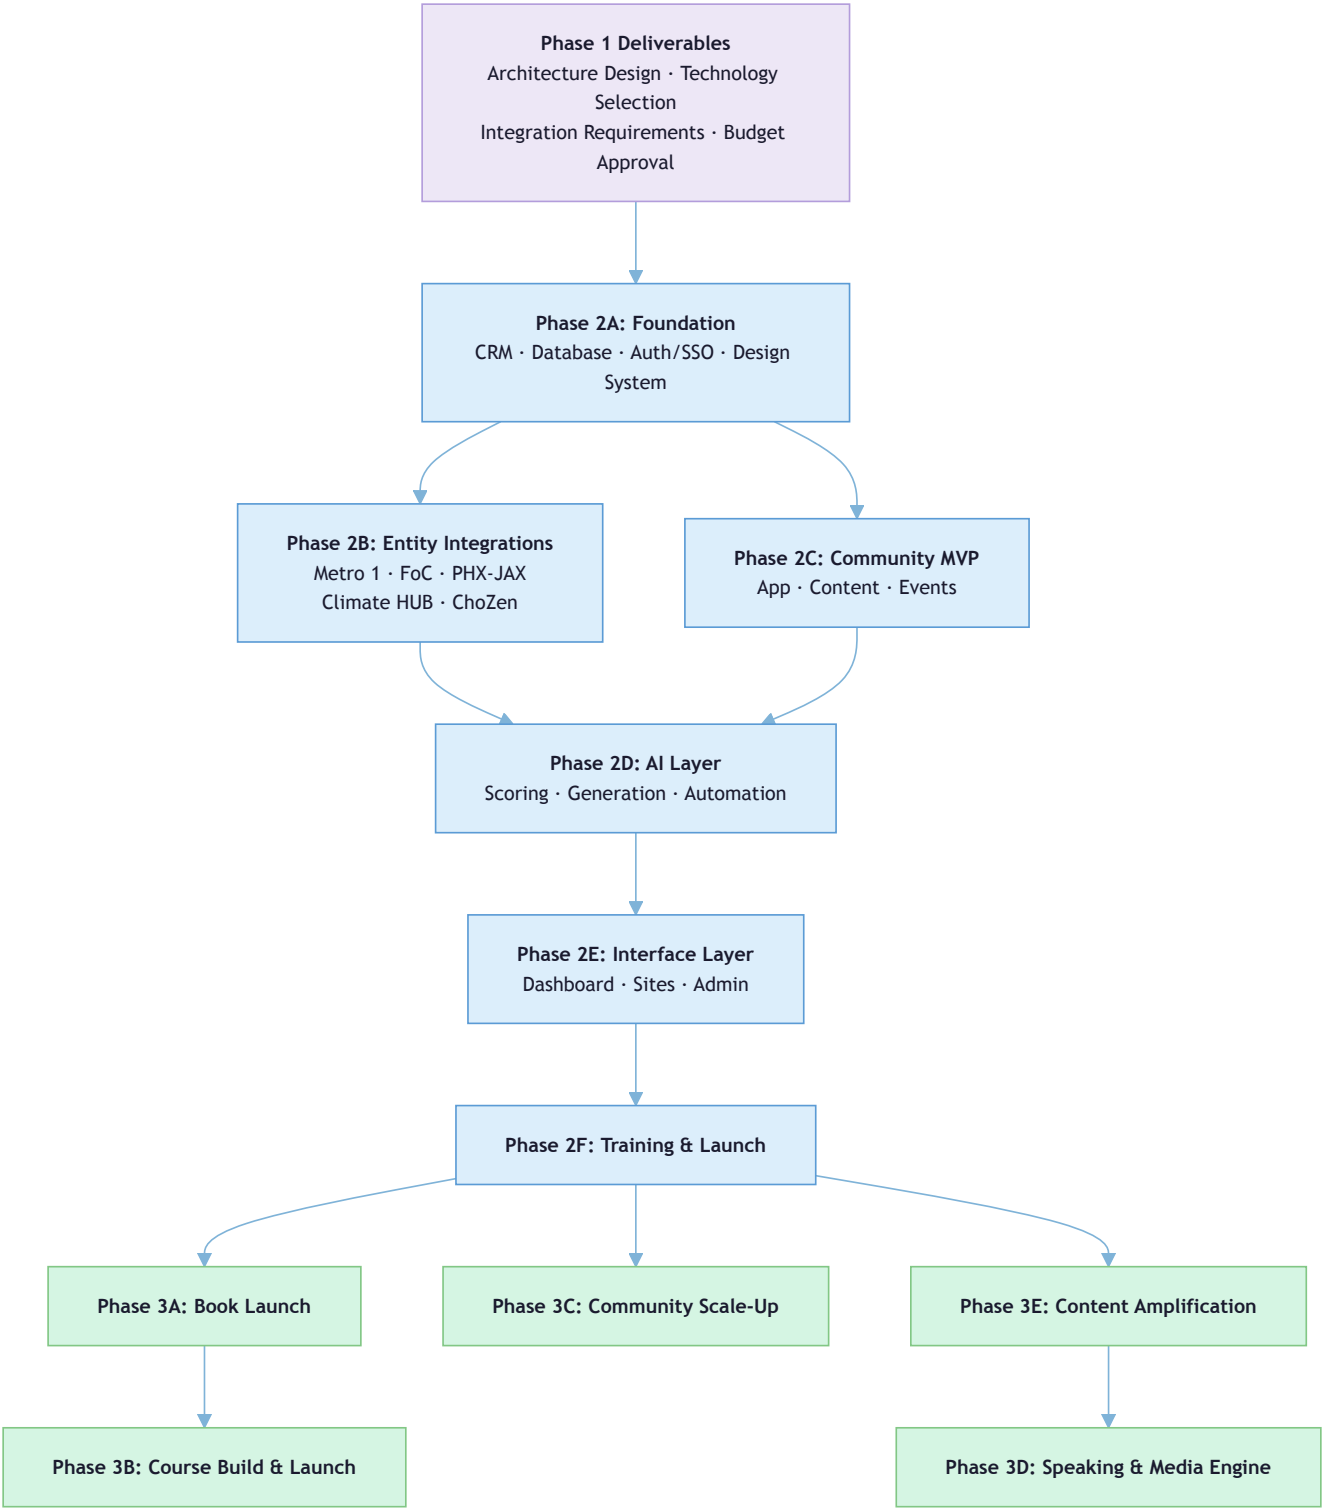 Phase 1 Deliverables
Architecture Design · Technology
Selection
Integration Requirements · Budget
Approval
Phase 2A: Foundation
CRM · Database · Auth/SSO · Design
System
Phase 2B: Entity Integrations
Metro 1 · FoC · PHX-JAX
Climate HUB · ChoZen
Phase 2C: Community MVP
App · Content · Events
Phase 2D: AI Layer
Scoring · Generation · Automation
Phase 2E: Interface Layer
Dashboard · Sites · Admin
Phase 2F: Training & Launch
Phase 3A: Book Launch
Phase 3C: Community Scale-Up
Phase 3E: Content Amplification
Phase 3B: Course Build & Launch
Phase 3D: Speaking & Media Engine